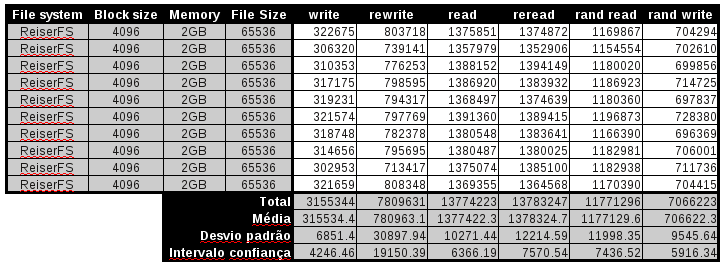 File system Block size Memory File Size write rewrite read reread rand read rand write
ReiserFS 4096 2GB 65536 322675 803718 1375851 1374872 1169867 704294
ReiserFS 4096 2GB 65536 306320 739141 1357979 1352906 1154554 702610
ReiserFS 4096 2GB 65536 310353 776253 1388152 1394149 1180020 699856
ReiserFS 4096 2GB 65536 317175 798595 1386920 1383932 1186923 714725
ReiserFS 4096 2GB 65536 319231 794317 1368497 1374639 1180360 697837
ReiserFS 4096 2GB 65536 321574 797769 1391360 1389415 1196873 728380
ReiserFS 4096 2GB 65536 318748 782378 1380548 1383641 1166390 696369
ReiserFS 4096 2GB 65536 314656 795695 1380487 1380025 1182981 706001
ReiserFS 4096 2GB 65536 302953 713417 1375074 1385100 1182938 711736
ReiserFS 4096 2GB 65536 321659 808348 1369355 1364568 1170390 704415
Total 3155344 7809631 13774223 13783247 11771296 7066223
Média 315534.4 780963.1 1377422.3 1378324.7 1177129.6 706622.3
Desvio padrão 6851.4 30897.94 10271.44 12214.59 11998.35 9545.64
Intervalo confiança 4246.46 19150.39 6366.19 7570.54 7436.52 5916.34